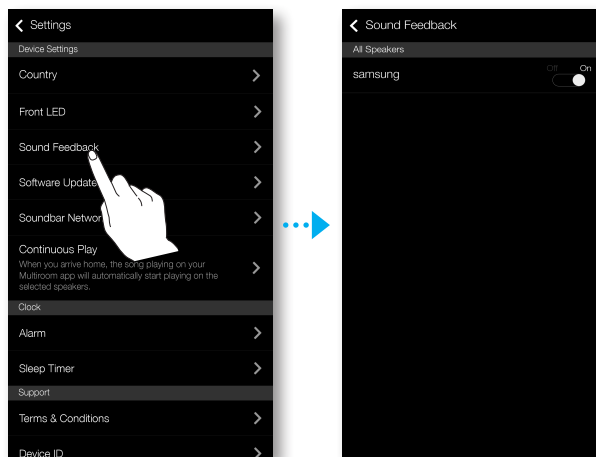 Settings
Device Settings
Country
Front LED
Sound Feedback
Software Update
Soundbar Networ
Continuous Play
When you arrive home, the song playing on your
Multiroom app will automatically start playing on the
selected speakers.
Clock
Alarm
Sleep Timer
Support
Terms & Conditions
Device ID
Sound Feedback
All Speakers
samsung
Off On